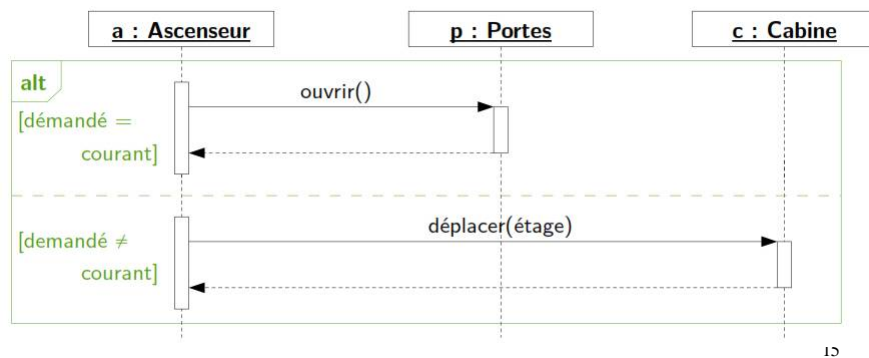 a : Ascenseur p : Portes c : Cabine
alt
ouvrir()
[démandé =
courant]
déplacer(étage)
[demandé ≠
courant]
15